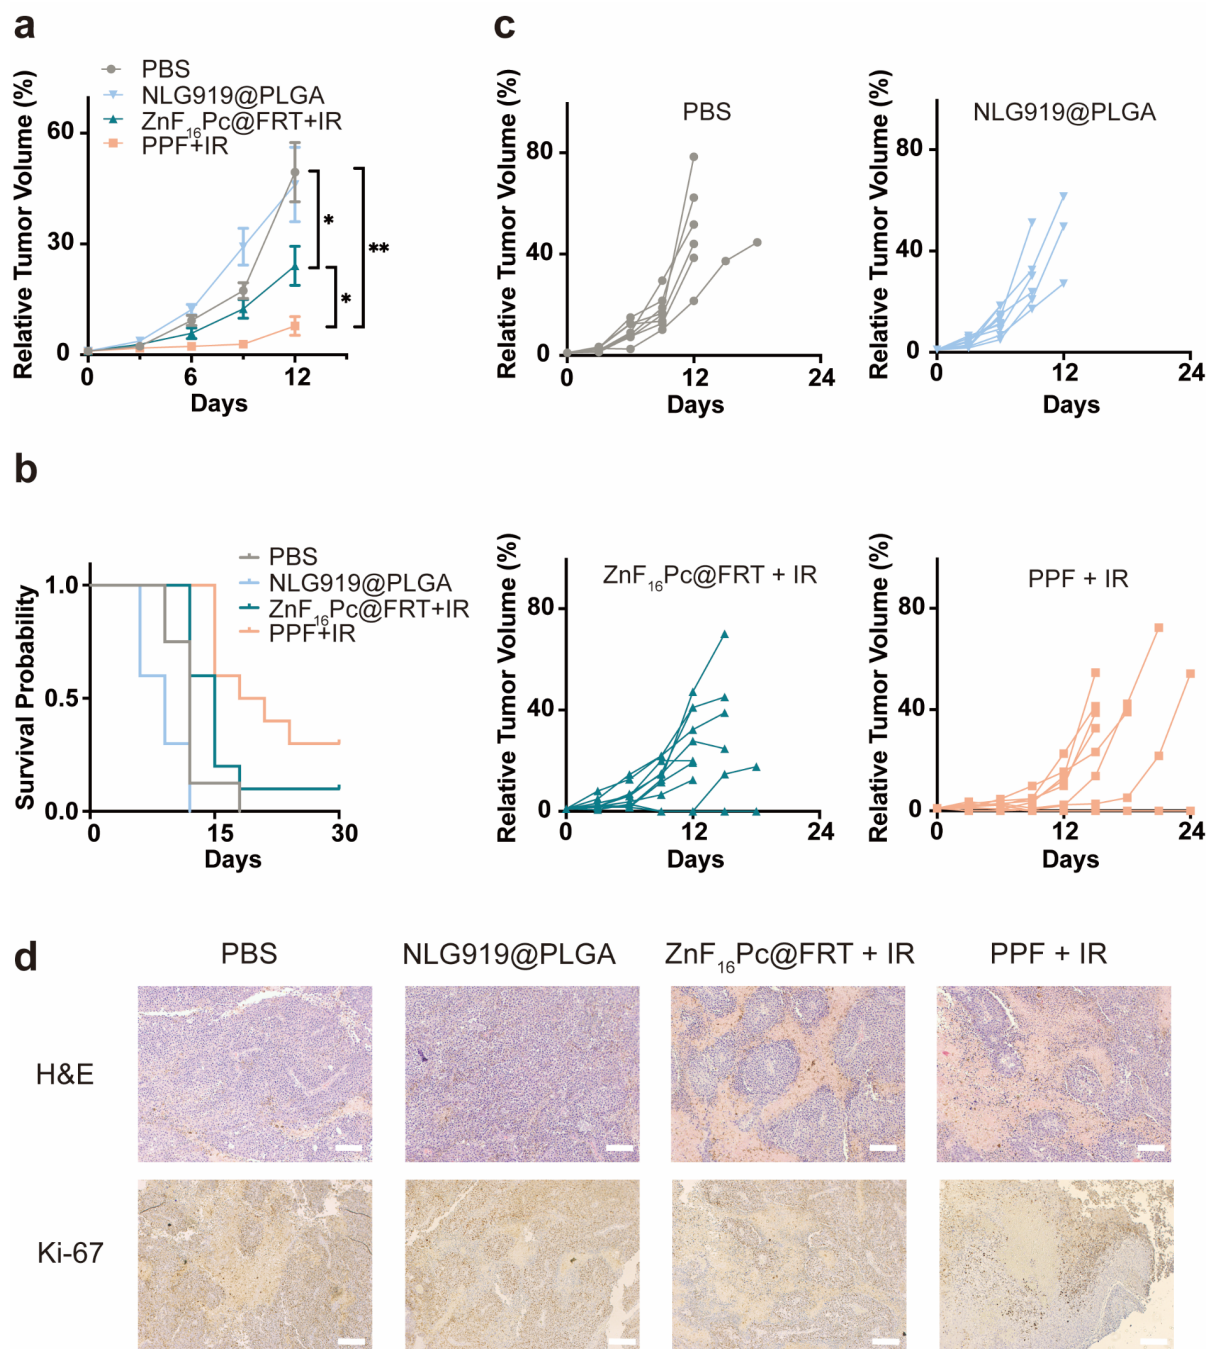 a
Relative Tumor Volume (%)
PBS
NLG919@PLGA
ZnF16Pc@FRT+IR
PPF+IR
60
30
0
*
*
**
0 6 12
Days
c
Relative Tumor Volume (%)
PBS
80
40
0
0 12 24
Days
Relative Tumor Volume (%)
NLG919@PLGA
80
40
0
0 12 24
Days
b
Survival Probability
PBS
NLG919@PLGA
ZnF16Pc@FRT+IR
PPF+IR
1.0
0.5
0.0
0 15 30
Days
Relative Tumor Volume (%)
ZnF16Pc@FRT + IR
80
40
0
0 12 24
Days
Relative Tumor Volume (%)
PPF + IR
80
40
0
0 12 24
Days
d
PBS NLG919@PLGA ZnF16Pc@FRT + IR PPF + IR
H&E
Ki-67